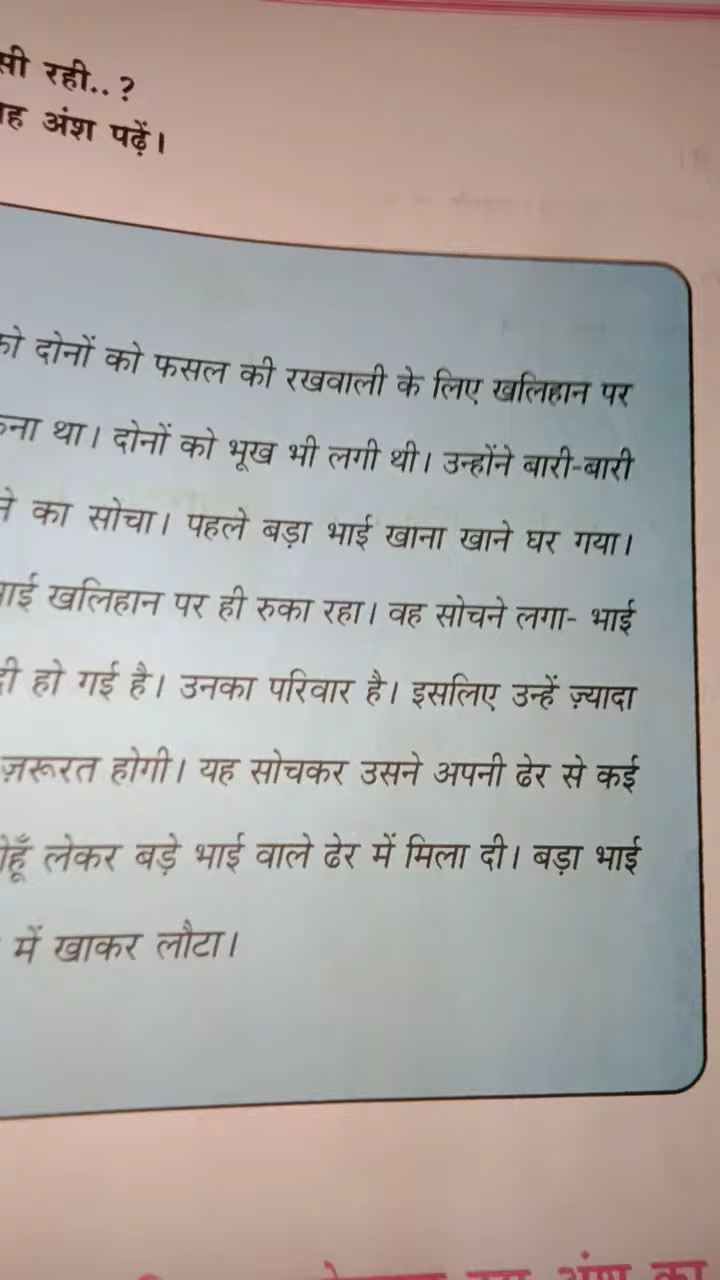 सी रही..?
ह अंश पढ़ें।
को दोनों को फसल की रखवाली के लिए खलिहान पर
ना था। दोनों को भूख भी लगी थी। उन्होंने बारी-बारी
ने का सोचा। पहले बड़ा भाई खाना खाने घर गया।
भाई खलिहान पर ही रुका रहा। वह सोचने लगा- भाई
दी हो गई है। उनका परिवार है। इसलिए उन्हें ज़्यादा
ज़रूरत होगी। यह सोचकर उसने अपनी ढेर से कई
गेहूँ लेकर बड़े भाई वाले ढेर में मिला दी। बड़ा भाई
में खाकर लौटा।
अंश का